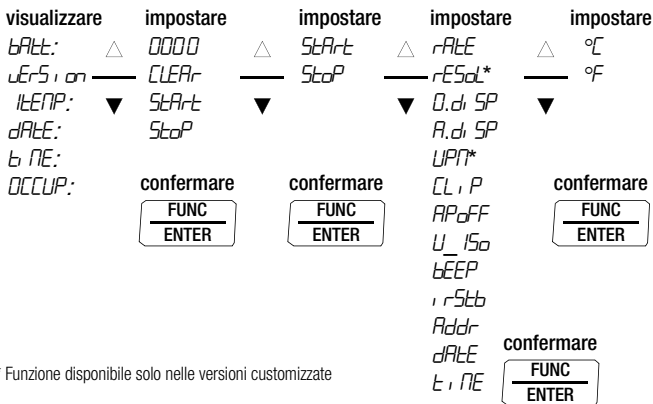 visualizzare impostare impostare impostare impostare
bAtt: △ 0000 △ StArt △ rAtE △ °C
vErSion CLEAr StoP rESoL* °F
1tEMP: ▼ StArt ▼ ▼ 0.diSP ▼
dAtE: StoP A.diSP
tiME: UPM*
OCCUP: confermare confermare CLiP confermare
FUNC FUNC APoFF FUNC
ENTER ENTER U_ISo ENTER
bEEP
irStb
Addr
dAtE confermare
* Funzione disponibile solo nelle versioni customizzate tiME FUNC
ENTER